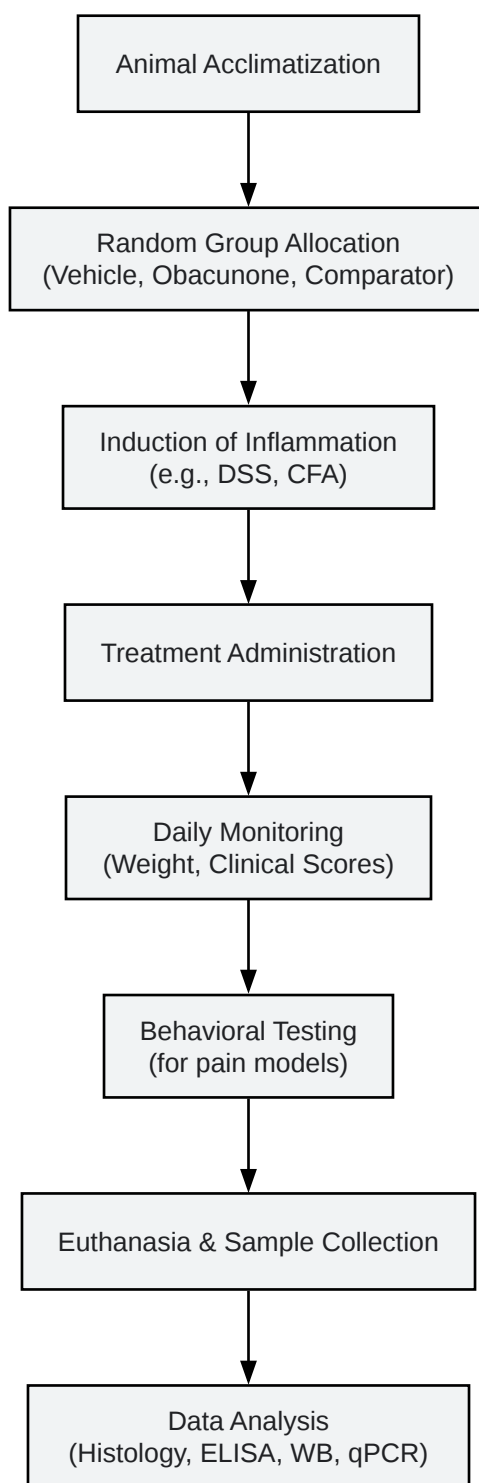 Animal Acclimatization
Random Group Allocation
(Vehicle, Obacunone, Comparator)
Induction of Inflammation
(e.g., DSS, CFA)
Treatment Administration
Daily Monitoring
(Weight, Clinical Scores)
Behavioral Testing
(for pain models)
Euthanasia & Sample Collection
Data Analysis
(Histology, ELISA, WB, qPCR)